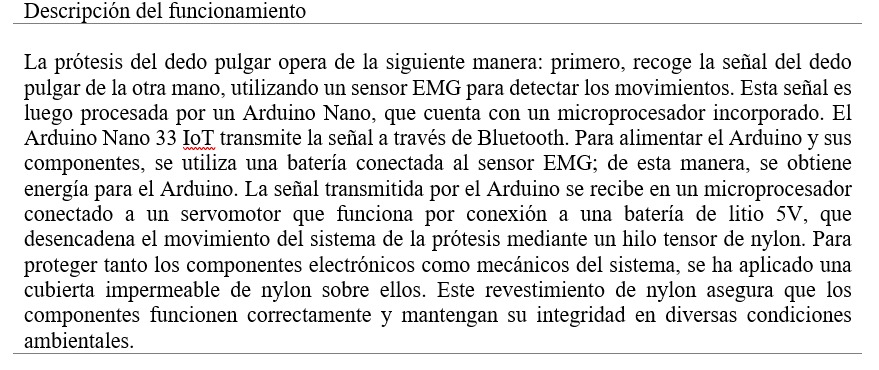 Descripción del funcionamiento
La prótesis del dedo pulgar opera de la siguiente manera: primero, recoge la señal del dedo
pulgar de la otra mano, utilizando un sensor EMG para detectar los movimientos. Esta señal es
luego procesada por un Arduino Nano, que cuenta con un microprocesador incorporado. El
Arduino Nano 33 IoT transmite la señal a través de Bluetooth. Para alimentar el Arduino y sus
componentes, se utiliza una batería conectada al sensor EMG; de esta manera, se obtiene
energía para el Arduino. La señal transmitida por el Arduino se recibe en un microprocesador
conectado a un servomotor que funciona por conexión a una batería de litio 5V, que
desencadena el movimiento del sistema de la prótesis mediante un hilo tensor de nylon. Para
proteger tanto los componentes electrónicos como mecánicos del sistema, se ha aplicado una
cubierta impermeable de nylon sobre ellos. Este revestimiento de nylon asegura que los
componentes funcionen correctamente y mantengan su integridad en diversas condiciones
ambientales.